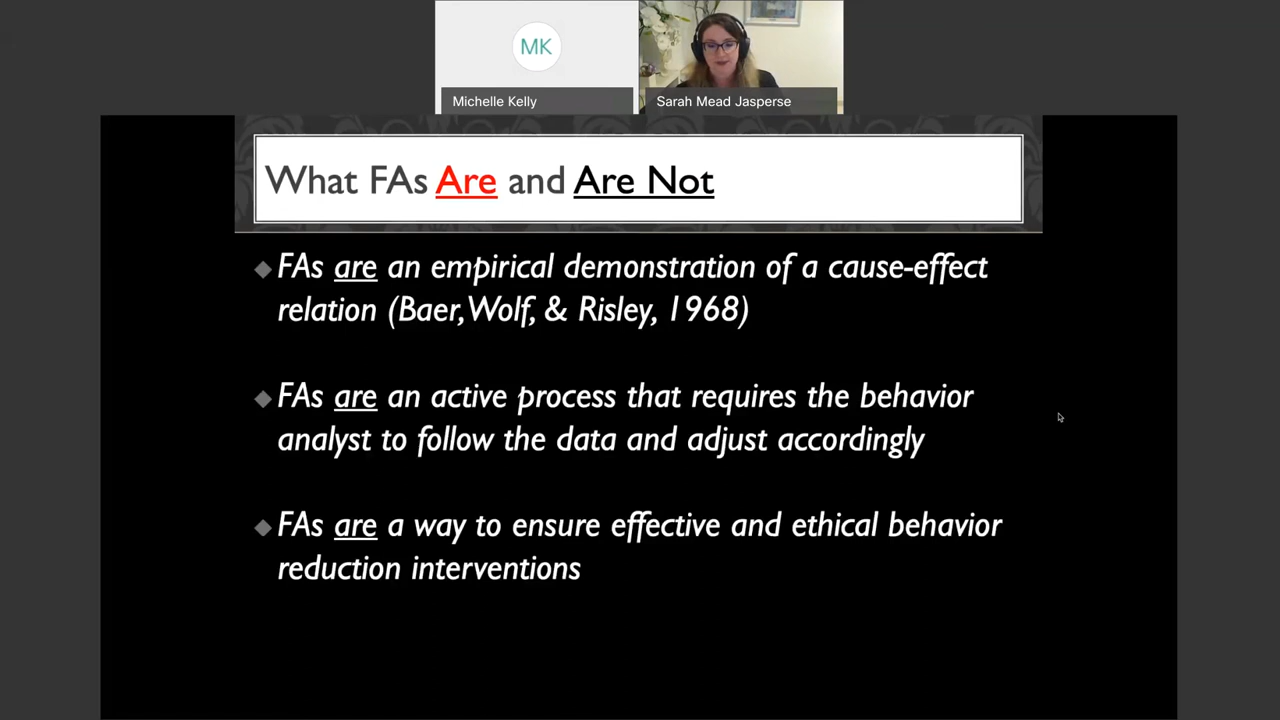 MK
Michelle Kelly
Sarah Mead Jasperse
What FAs Are and Are Not
FAs are an empirical demonstration of a cause-effect
relation (Baer, Wolf, & Risley, 1968)
FAs are an active process that requires the behavior
analyst to follow the data and adjust accordingly
FAs are a way to ensure effective and ethical behavior
reduction interventions